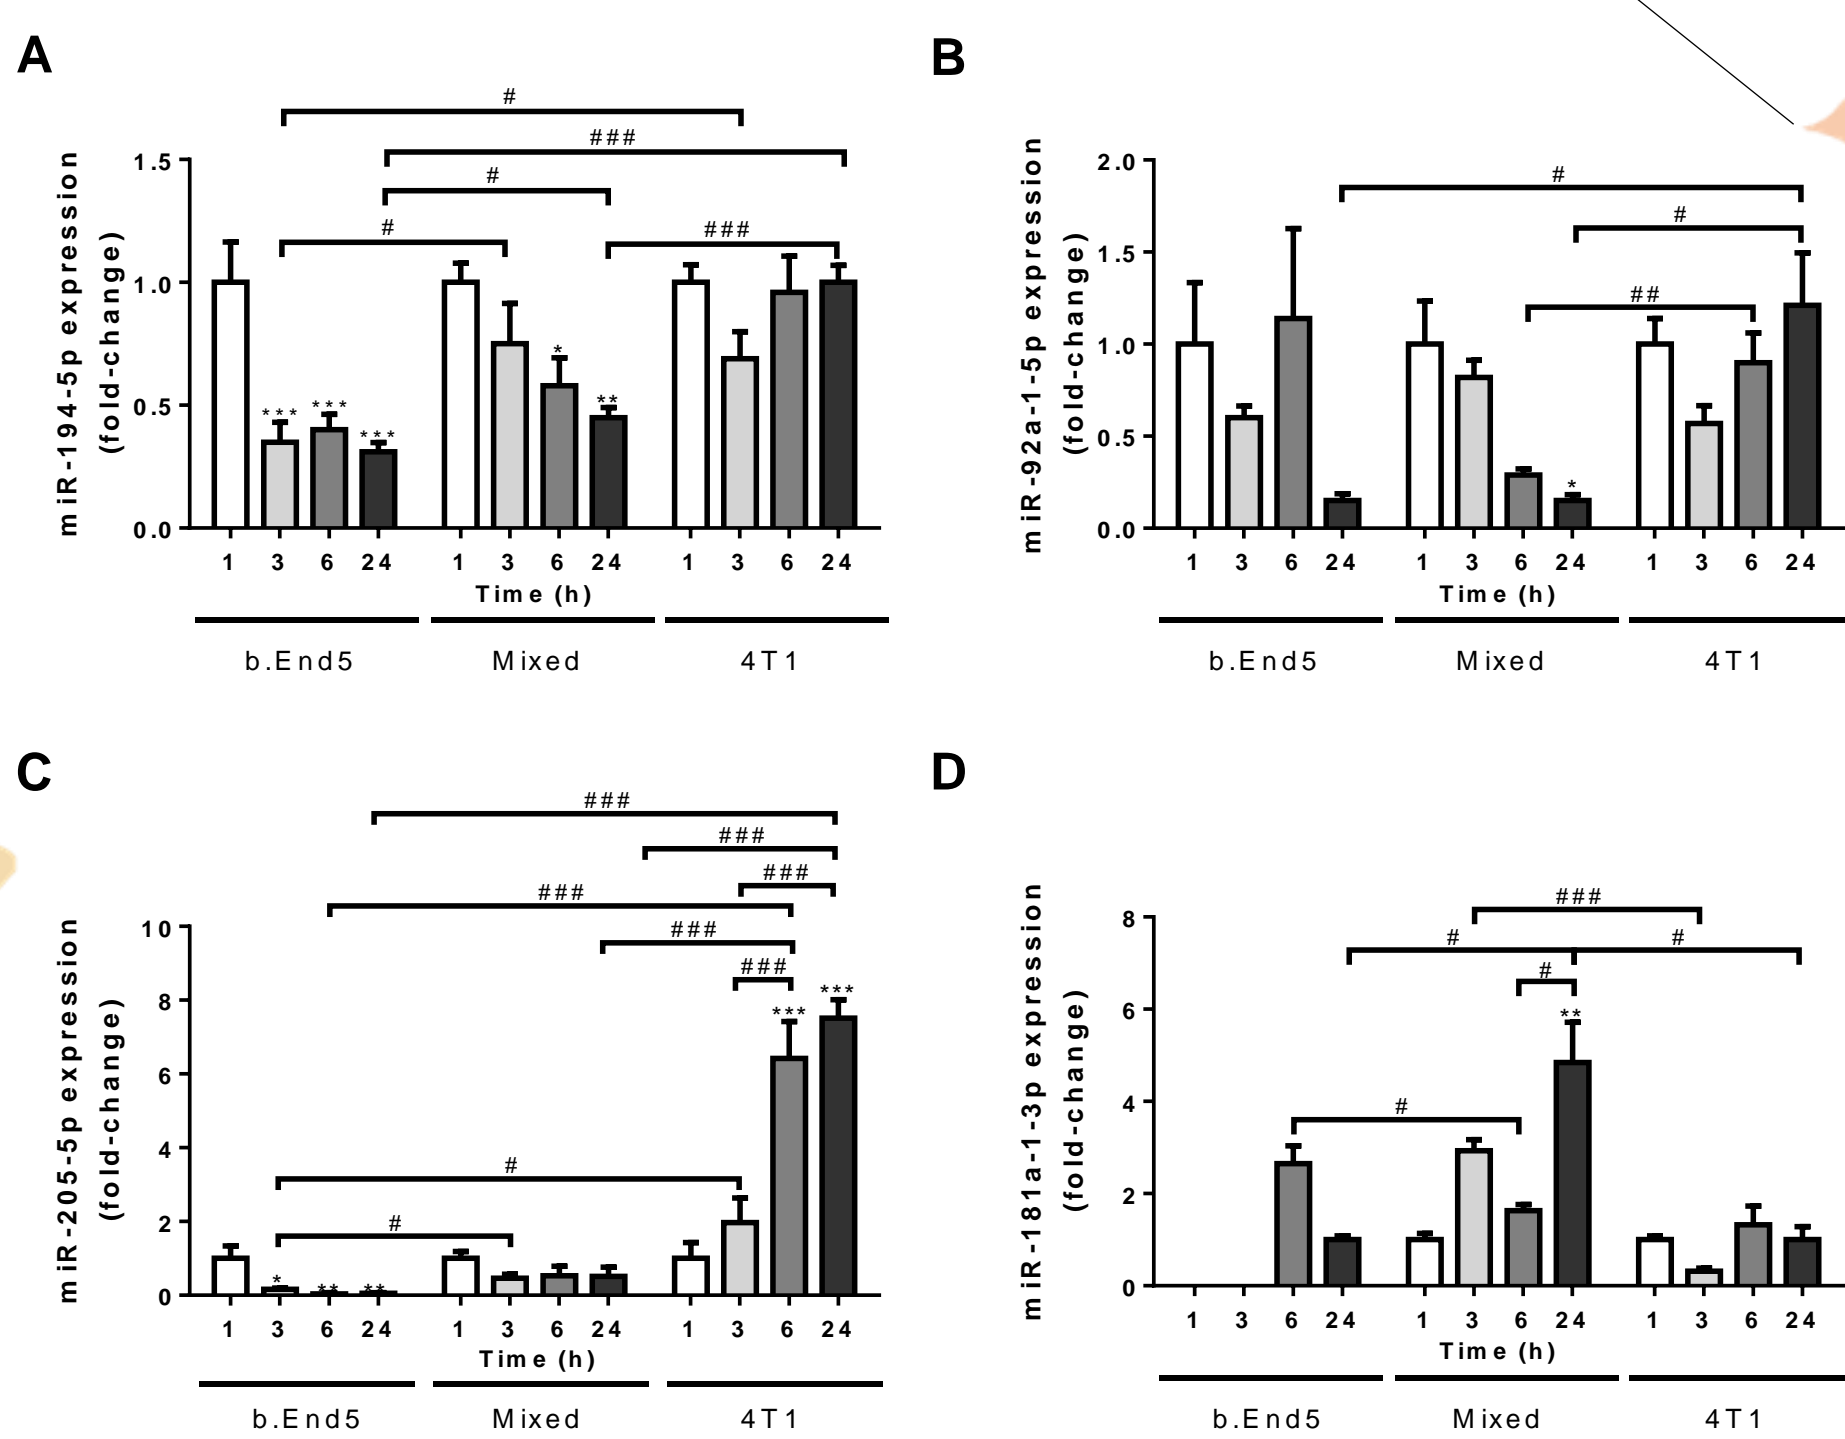 A
miR-194-5p expression
(fold-change)
#
###
#
#
###
1.5
1.0
0.5
0.0
***
***
***
*
**
1 3 6 24 1 3 6 24 1 3 6 24
Time (h)
b.End5 Mixed 4T1
B
miR-92a-1-5p expression
(fold-change)
#
#
##
2.0
1.5
1.0
0.5
0.0
*
1 3 6 24 1 3 6 24 1 3 6 24
Time (h)
b.End5 Mixed 4T1
C
miR-205-5p expression
(fold-change)
###
###
###
###
###
###
#
#
10
8
6
4
2
0
*
**
**
***
***
1 3 6 24 1 3 6 24 1 3 6 24
Time (h)
b.End5 Mixed 4T1
D
miR-181a-1-3p expression
(fold-change)
###
# #
#
#
8
6
4
2
0
**
1 3 6 24 1 3 6 24 1 3 6 24
Time (h)
b.End5 Mixed 4T1